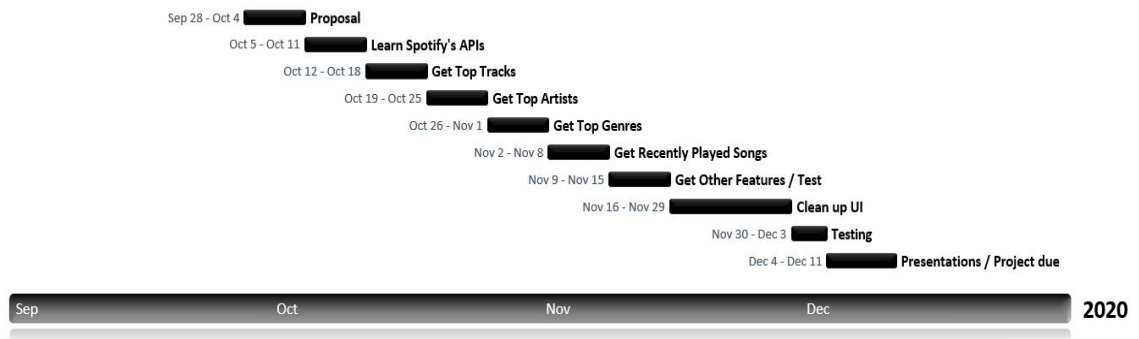 Sep 28 - Oct 4 Proposal
Oct 5 - Oct 11 Learn Spotify's APIs
Oct 12 - Oct 18 Get Top Tracks
Oct 19 - Oct 25 Get Top Artists
Oct 26 - Nov 1 Get Top Genres
Nov 2 - Nov 8 Get Recently Played Songs
Nov 9 - Nov 15 Get Other Features / Test
Nov 16 - Nov 29 Clean up UI
Nov 30 - Dec 3 Testing
Dec 4 - Dec 11 Presentations / Project due
Sep Oct Nov Dec 2020